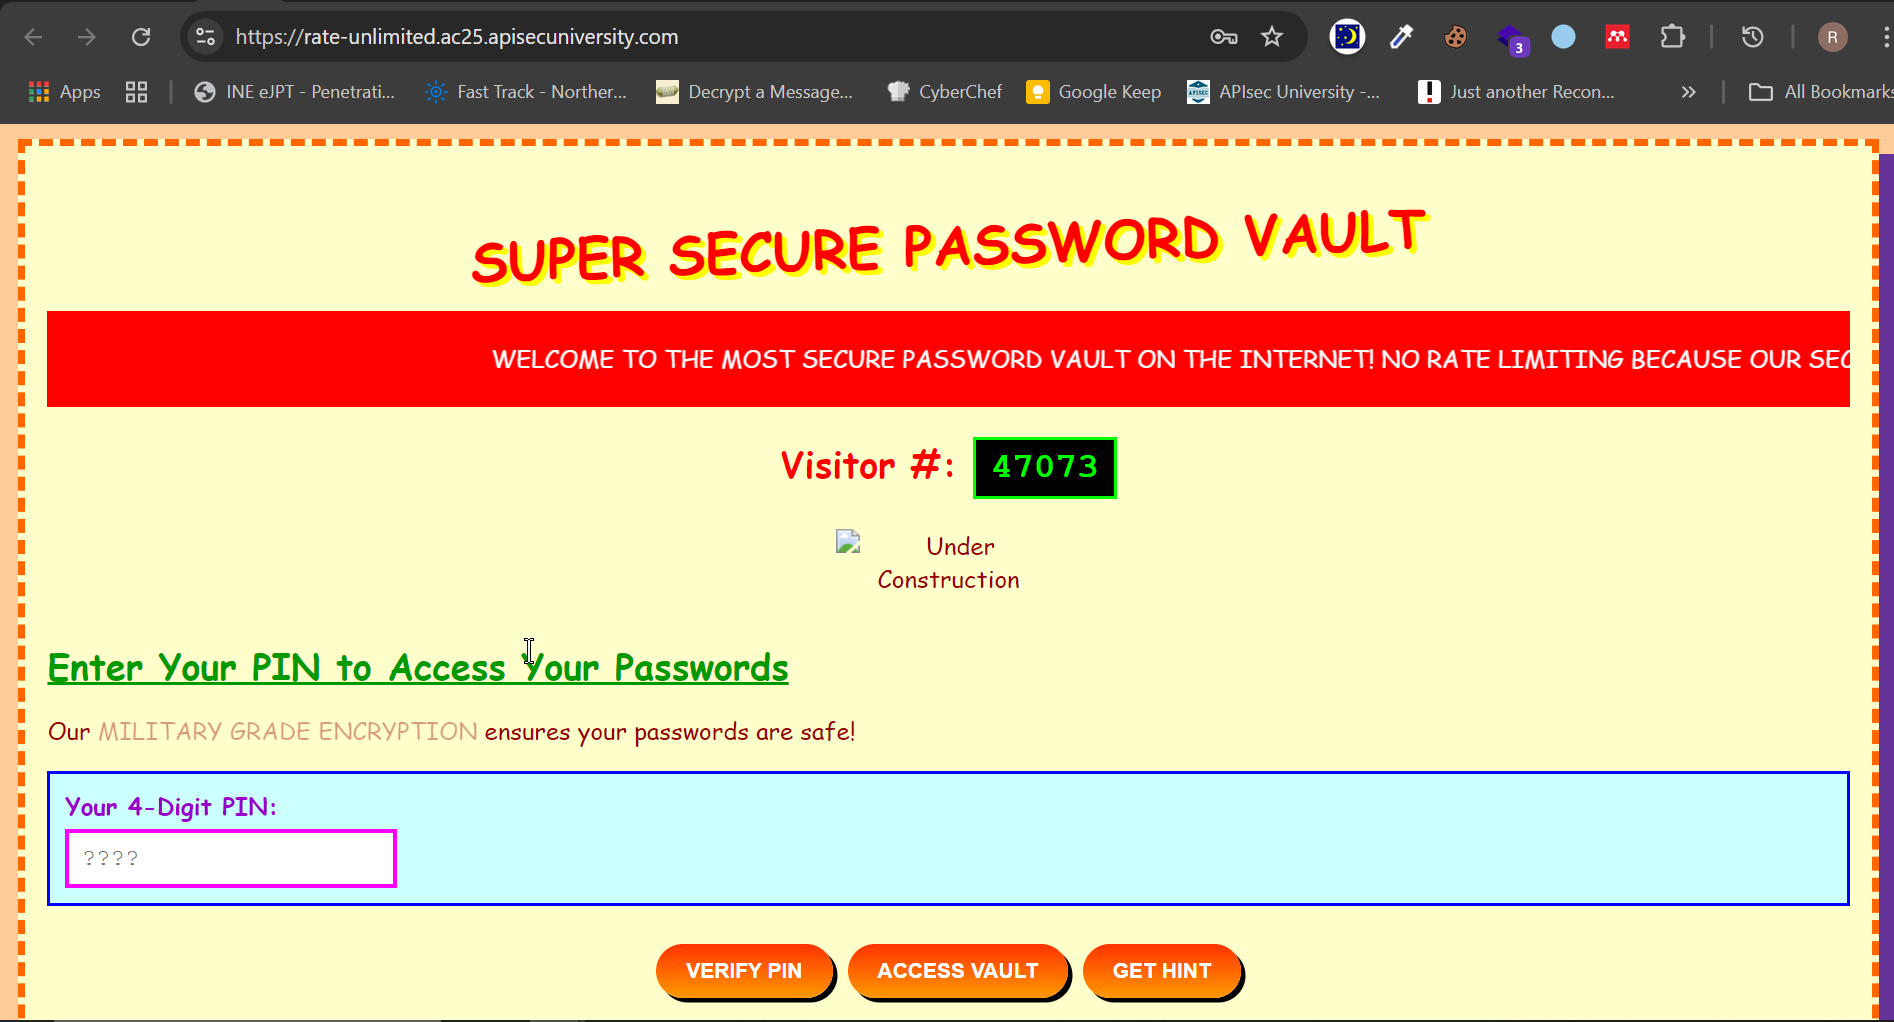 https://rate-unlimited.ac25.apisecuniversity.com
3
R
Apps
INE eJPT - Penetrati...
Fast Track - Norther...
Decrypt a Message...
CyberChef
Google Keep
APIsec University -...
Just another Recon...
»
All Bookmarks
SUPER SECURE PASSWORD VAULT
WELCOME TO THE MOST SECURE PASSWORD VAULT ON THE INTERNET! NO RATE LIMITING BECAUSE OUR SEC
Visitor #: 47073
Under
Construction
Enter Your PIN to Access Your Passwords
Our MILITARY GRADE ENCRYPTION ensures your passwords are safe!
Your 4-Digit PIN:
????
VERIFY PIN
ACCESS VAULT
GET HINT